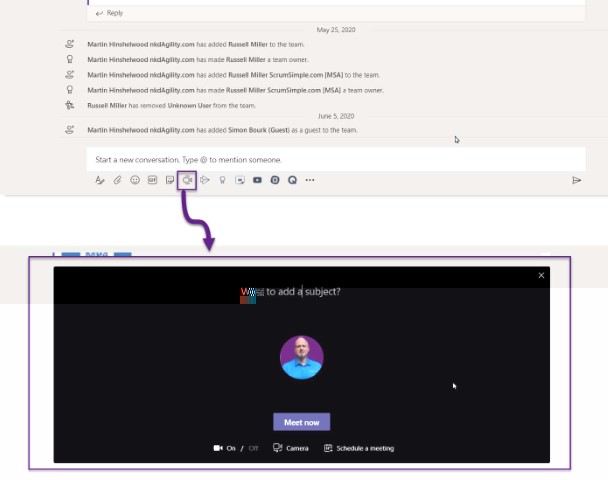 Reply
May 25, 2020
Martin Hinshelwood nkdAgility.com has added Russell Miller to the team.
Martin Hinshelwood nkdAgility.com has made Russell Miller a team owner.
Martin Hinshelwood nkdAgility.com has added Russell Miller ScrumSimple.com [MSA] to the team.
Martin Hinshelwood nkdAgility.com has made Russell Miller ScrumSimple.com [MSA] a team owner.
Russell Miller has removed Unknown User from the team.
June 5, 2020
Martin Hinshelwood nkdAgility.com has added Simon Bourk (Guest) as a guest to the team.
Start a new conversation. Type @ to mention someone.
GIF
to add a subject?
Meet now
On / Off Camera Schedule a meeting